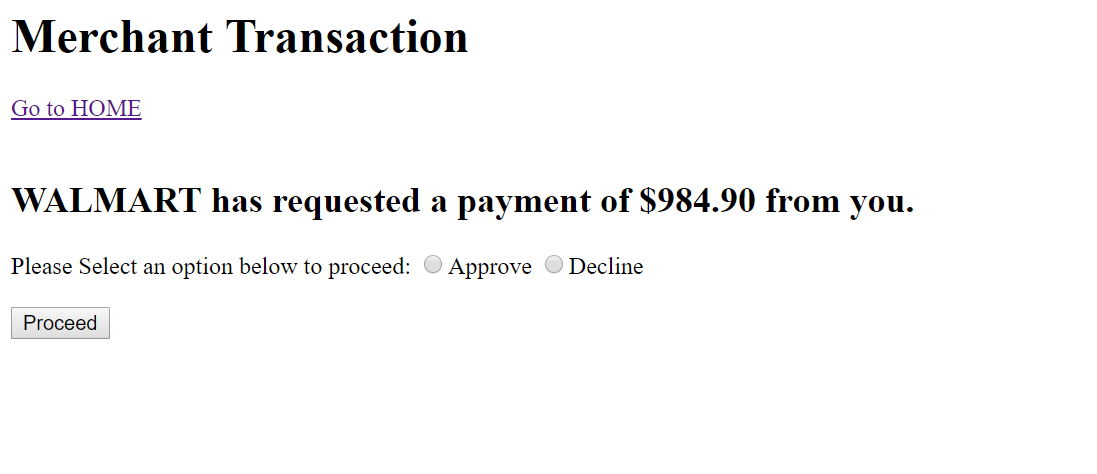 Merchant Transaction
Go to HOME
WALMART has requested a payment of $984.90 from you.
Please Select an option below to proceed: Approve Decline
Proceed